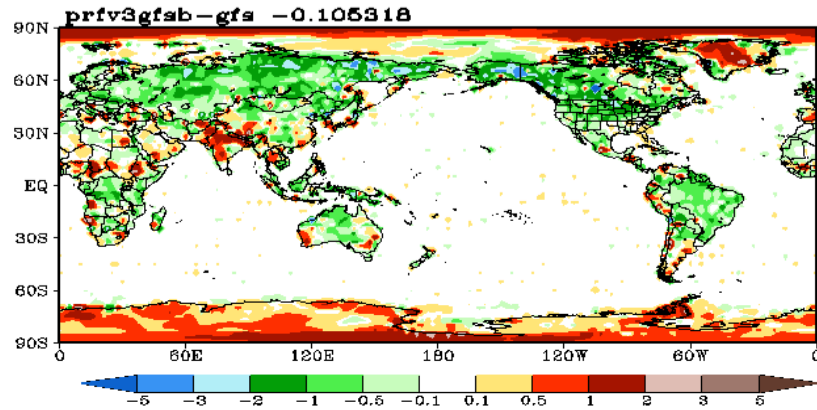 prfv3gfsb-gfs -0.105318
90N
60N
30N
EQ
30S
60S
90S
0 60E 120E 180 120W 60W 0
-5 -3 -2 -1 -0.5 -0.1 0.1 0.5 1 2 3 5